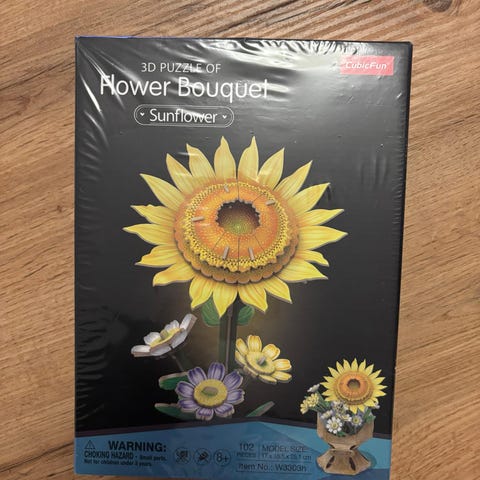 3D PUZZLE OF
Flower Bouquet
Sunflower
CubicFun
WARNING:
CHOKING HAZARD - Small parts.
Not for children under 3 years.
8+
102
PIECES
MODEL SIZE:
Item No.: W3303h